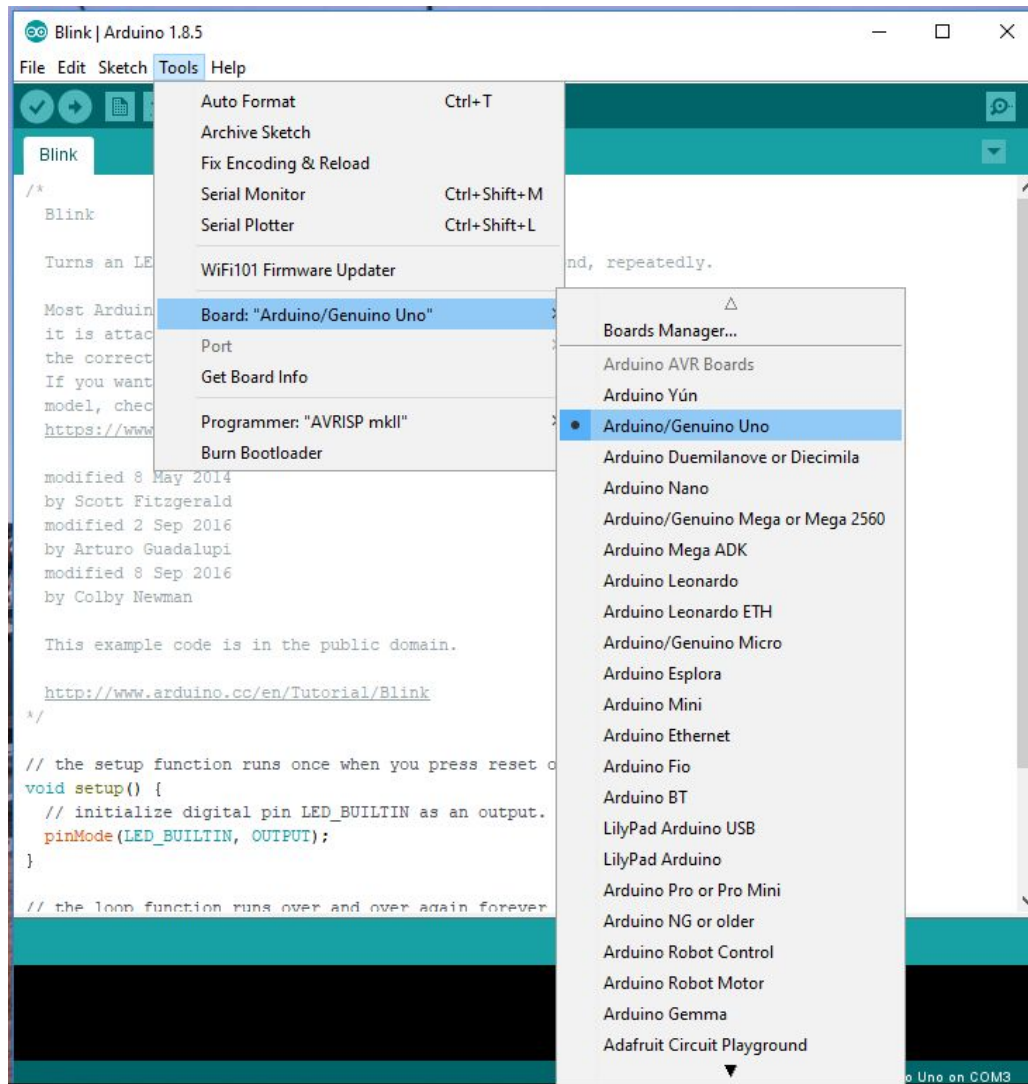 Blink | Arduino 1.8.5
File Edit Sketch Tools Help
Blink
Auto Format Ctrl+T
Archive Sketch
Fix Encoding & Reload
Serial Monitor Ctrl+Shift+M
Serial Plotter Ctrl+Shift+L
WiFi101 Firmware Updater
Board: "Arduino/Genuino Uno"
Port
Get Board Info
Programmer: "AVRISP mkII"
Burn Bootloader
Boards Manager...
Arduino AVR Boards
Arduino Yún
Arduino/Genuino Uno
Arduino Duemilanove or Diecimila
Arduino Nano
Arduino/Genuino Mega or Mega 2560
Arduino Mega ADK
Arduino Leonardo
Arduino Leonardo ETH
Arduino/Genuino Micro
Arduino Esplora
Arduino Mini
Arduino Ethernet
Arduino Fio
Arduino BT
LilyPad Arduino USB
LilyPad Arduino
Arduino Pro or Pro Mini
Arduino NG or older
Arduino Robot Control
Arduino Robot Motor
Arduino Gemma
Adafruit Circuit Playground
/*
Blink
Turns an LE nd, repeatedly.
Most Arduin
it is attac
the correct
If you want
model, chec
https://www
modified 8 May 2014
by Scott Fitzgerald
modified 2 Sep 2016
by Arturo Guadalupi
modified 8 Sep 2016
by Colby Newman
This example code is in the public domain.
http://www.arduino.cc/en/Tutorial/Blink
*/
// the setup function runs once when you press reset o
void setup() {
// initialize digital pin LED_BUILTIN as an output.
pinMode(LED_BUILTIN, OUTPUT);
}
// the loop function runs over and over again forever
o Uno on COM3